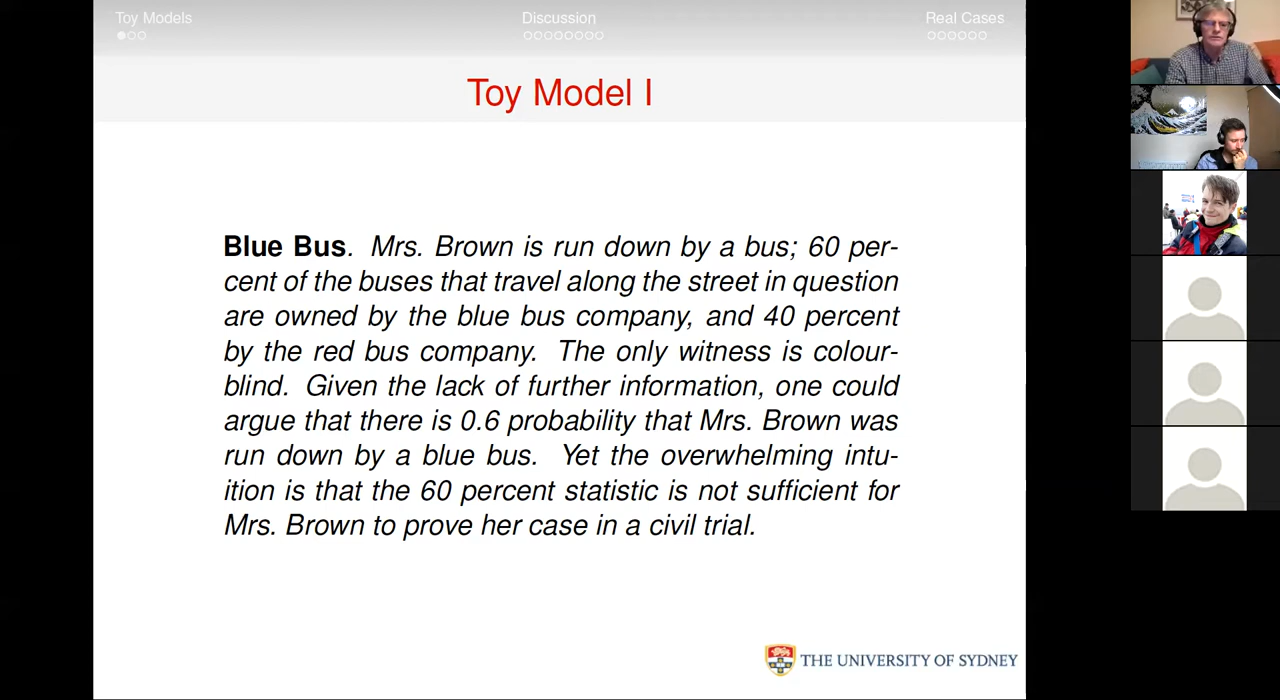 Toy Models
Discussion
Real Cases
Toy Model I
Blue Bus. Mrs. Brown is run down by a bus; 60 per-
cent of the buses that travel along the street in question
are owned by the blue bus company, and 40 percent
by the red bus company. The only witness is colour-
blind. Given the lack of further information, one could
argue that there is 0.6 probability that Mrs. Brown was
run down by a blue bus. Yet the overwhelming intu-
ition is that the 60 percent statistic is not sufficient for
Mrs. Brown to prove her case in a civil trial.
THE UNIVERSITY OF SYDNEY